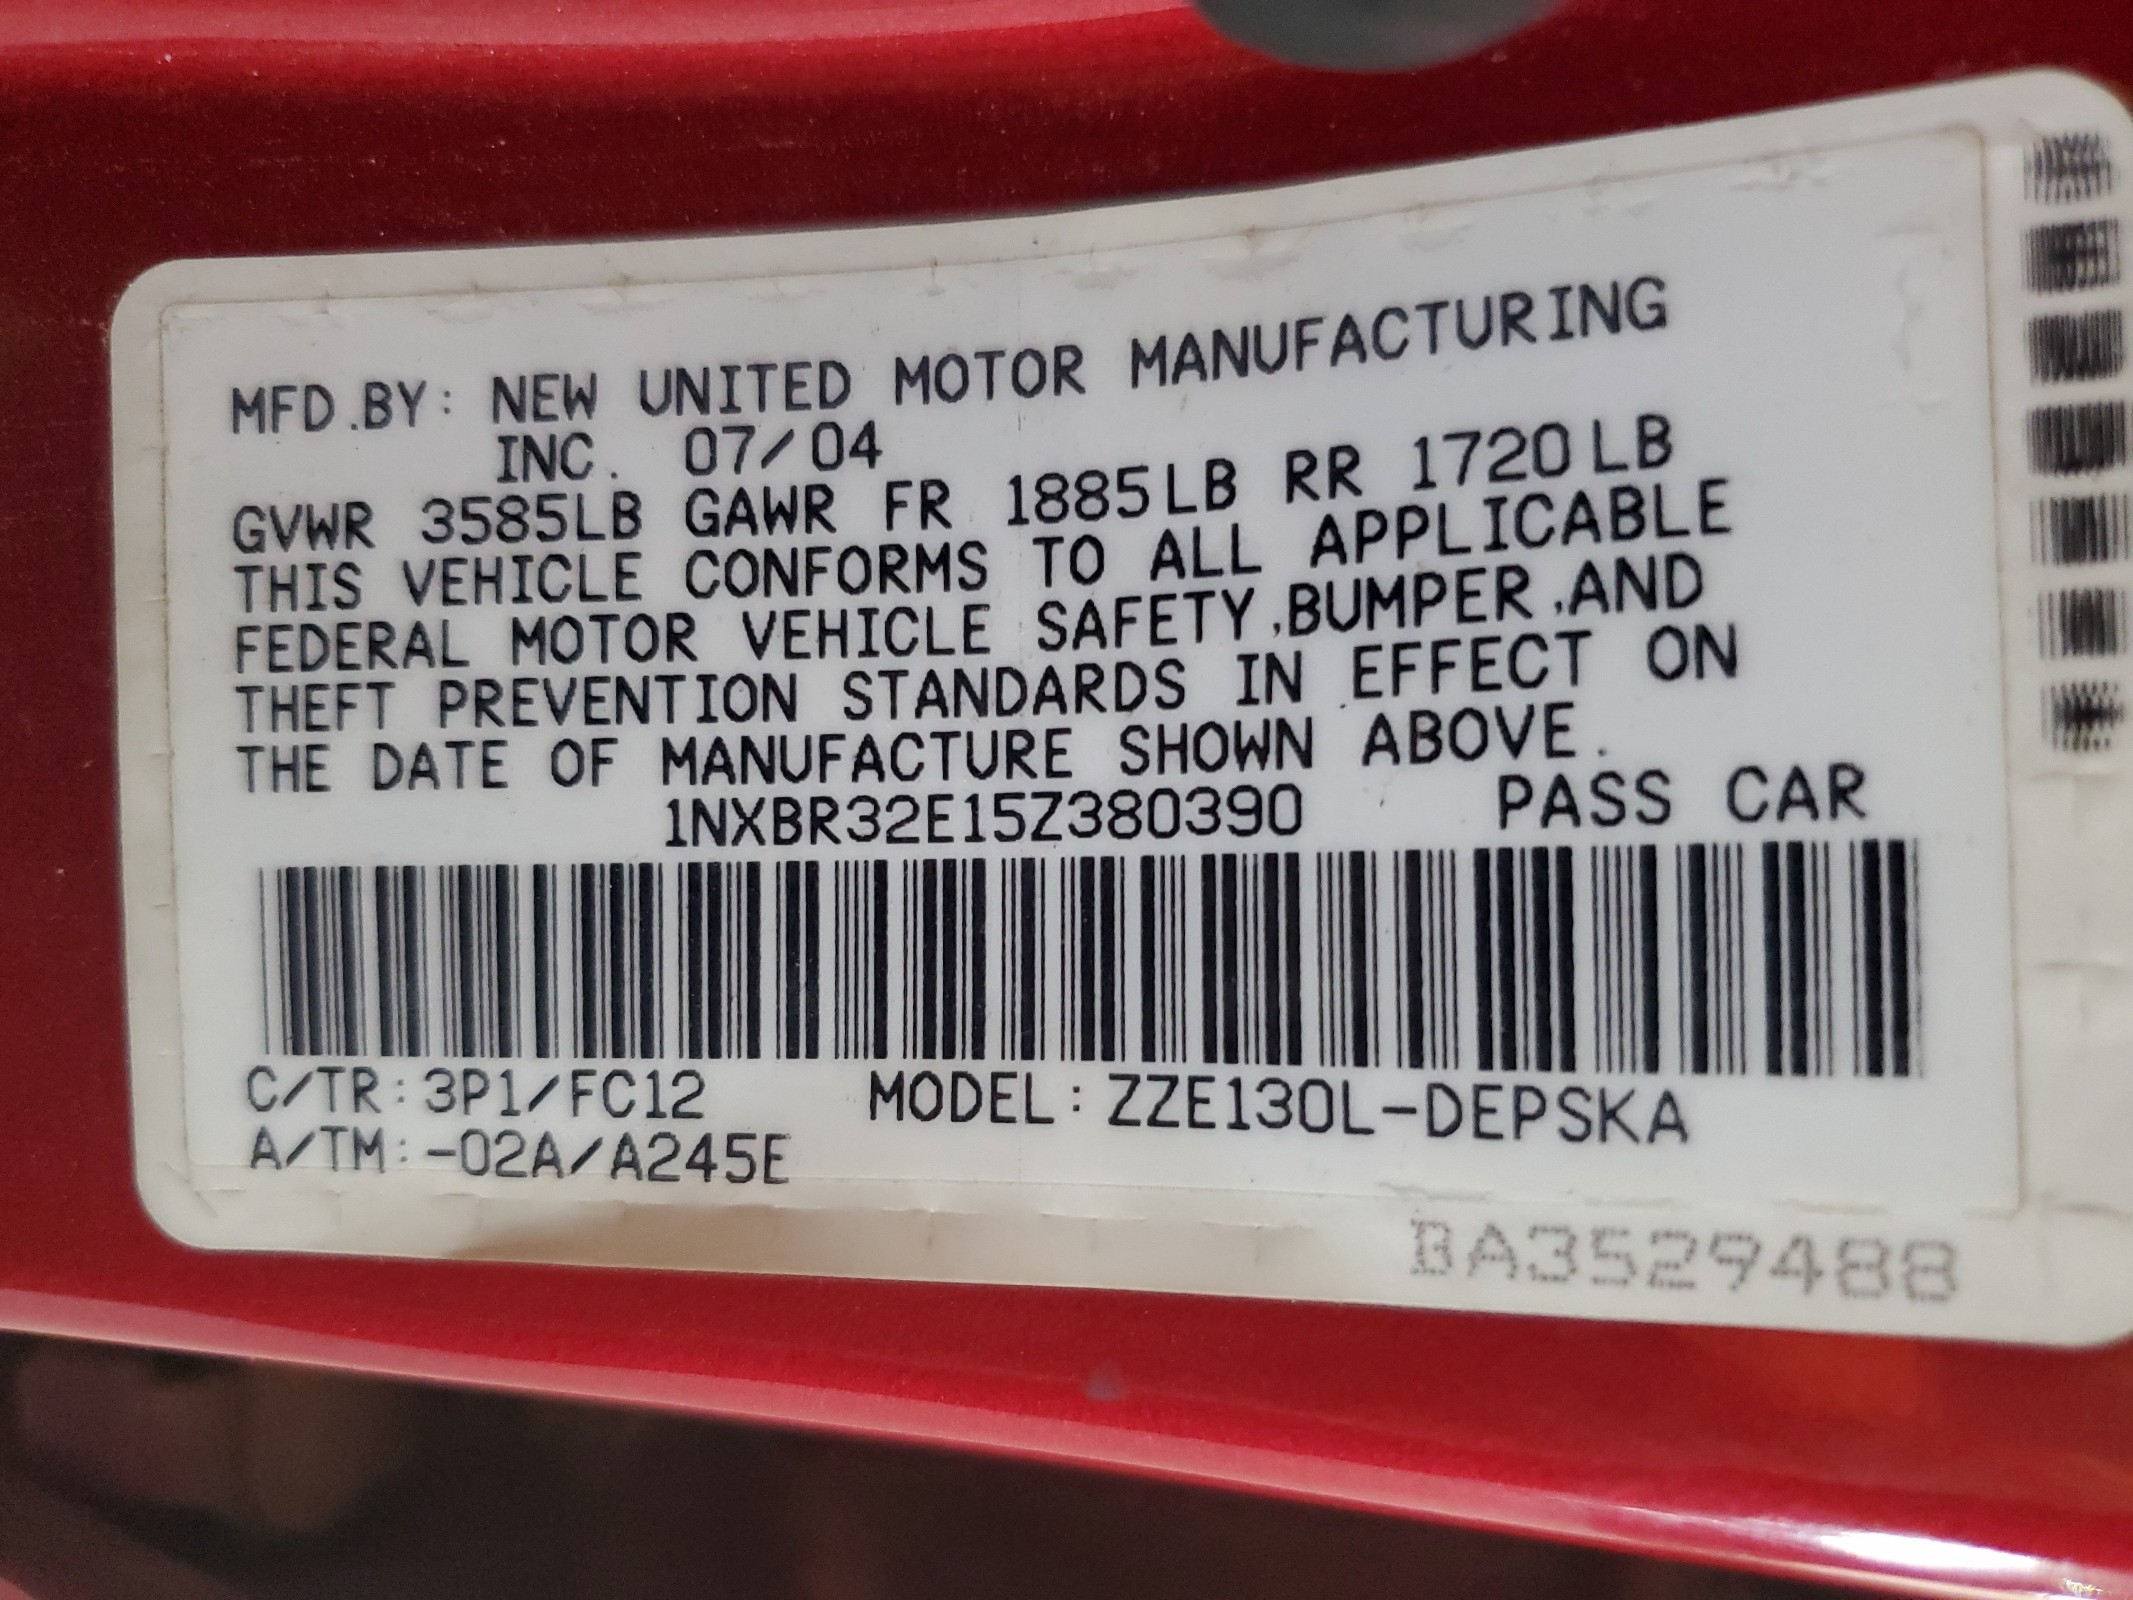 MFD.BY: NEW UNITED MOTOR MANUFACTURING
INC. 07/04
GVWR 3585LB GAWR FR 1885LB RR 1720LB
THIS VEHICLE CONFORMS TO ALL APPLICABLE
FEDERAL MOTOR VEHICLE SAFETY,BUMPER,AND
THEFT PREVENTION STANDARDS IN EFFECT ON
THE DATE OF MANUFACTURE SHOWN ABOVE.
1NXBR32E15Z380390 PASS CAR
C/TR:3P1/FC12 MODEL:ZZE130L-DEPSKA
A/TM:-02A/A245E
BA3529488